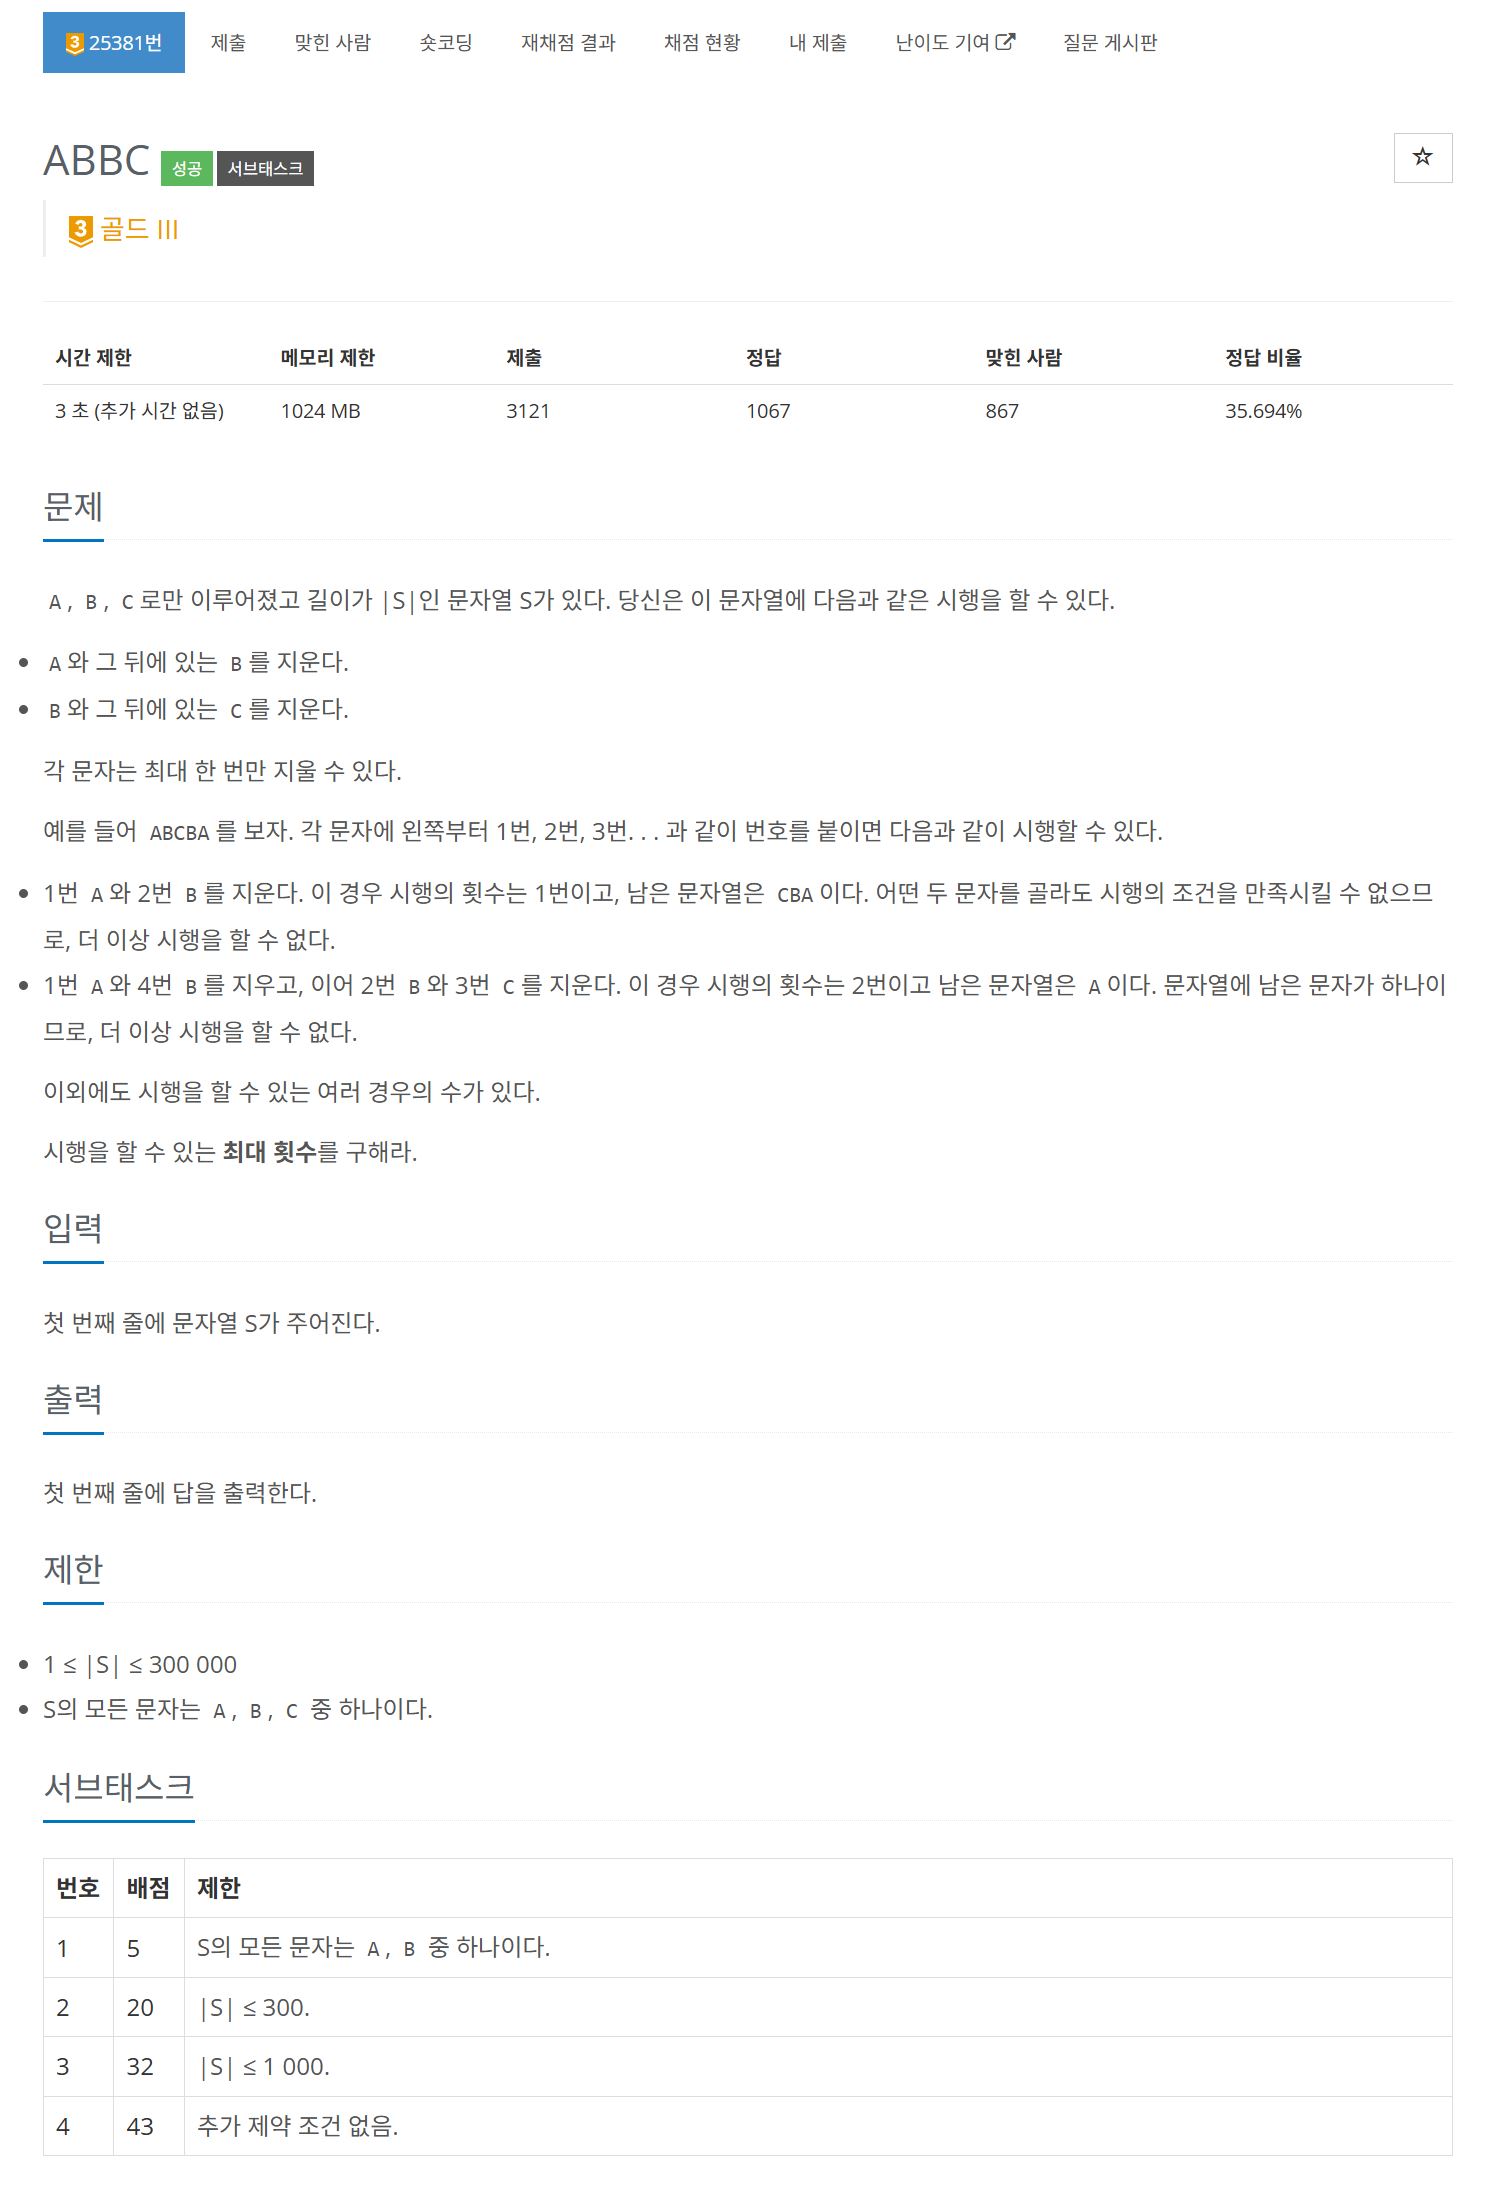 3 25381번 제출 맞힌 사람 숏코딩 재채점 결과 채점 현황 내 제출 난이도 기여 질문 게시판
ABBC 성공 서브태스크
3 골드 III
시간 제한 메모리 제한 제출 정답 맞힌 사람 정답 비율
3 초 (추가 시간 없음) 1024 MB 3121 1067 867 35.694%
문제
A, B, C로만 이루어졌고 길이가 |S|인 문자열 S가 있다. 당신은 이 문자열에 다음과 같은 시행을 할 수 있다.
• A와 그 뒤에 있는 B를 지운다.
• B와 그 뒤에 있는 C를 지운다.
각 문자는 최대 한 번만 지울 수 있다.
예를 들어 ABCBA를 보자. 각 문자에 왼쪽부터 1번, 2번, 3번. . . 과 같이 번호를 붙이면 다음과 같이 시행할 수 있다.
• 1번 A와 2번 B를 지운다. 이 경우 시행의 횟수는 1번이고, 남은 문자열은 CBA이다. 어떤 두 문자를 골라도 시행의 조건을 만족시킬 수 없으므
로, 더 이상 시행을 할 수 없다.
• 1번 A와 4번 B를 지우고, 이어 2번 B와 3번 C를 지운다. 이 경우 시행의 횟수는 2번이고 남은 문자열은 A이다. 문자열에 남은 문자가 하나이
므로, 더 이상 시행을 할 수 없다.
이외에도 시행을 할 수 있는 여러 경우의 수가 있다.
시행을 할 수 있는 최대 횟수를 구해라.
입력
첫 번째 줄에 문자열 S가 주어진다.
출력
첫 번째 줄에 답을 출력한다.
제한
• 1 ≤ |S| ≤ 300 000
• S의 모든 문자는 A, B, C 중 하나이다.
서브태스크
번호 배점 제한
1 5 S의 모든 문자는 A, B 중 하나이다.
2 20 |S| ≤ 300.
3 32 |S| ≤ 1 000.
4 43 추가 제약 조건 없음.